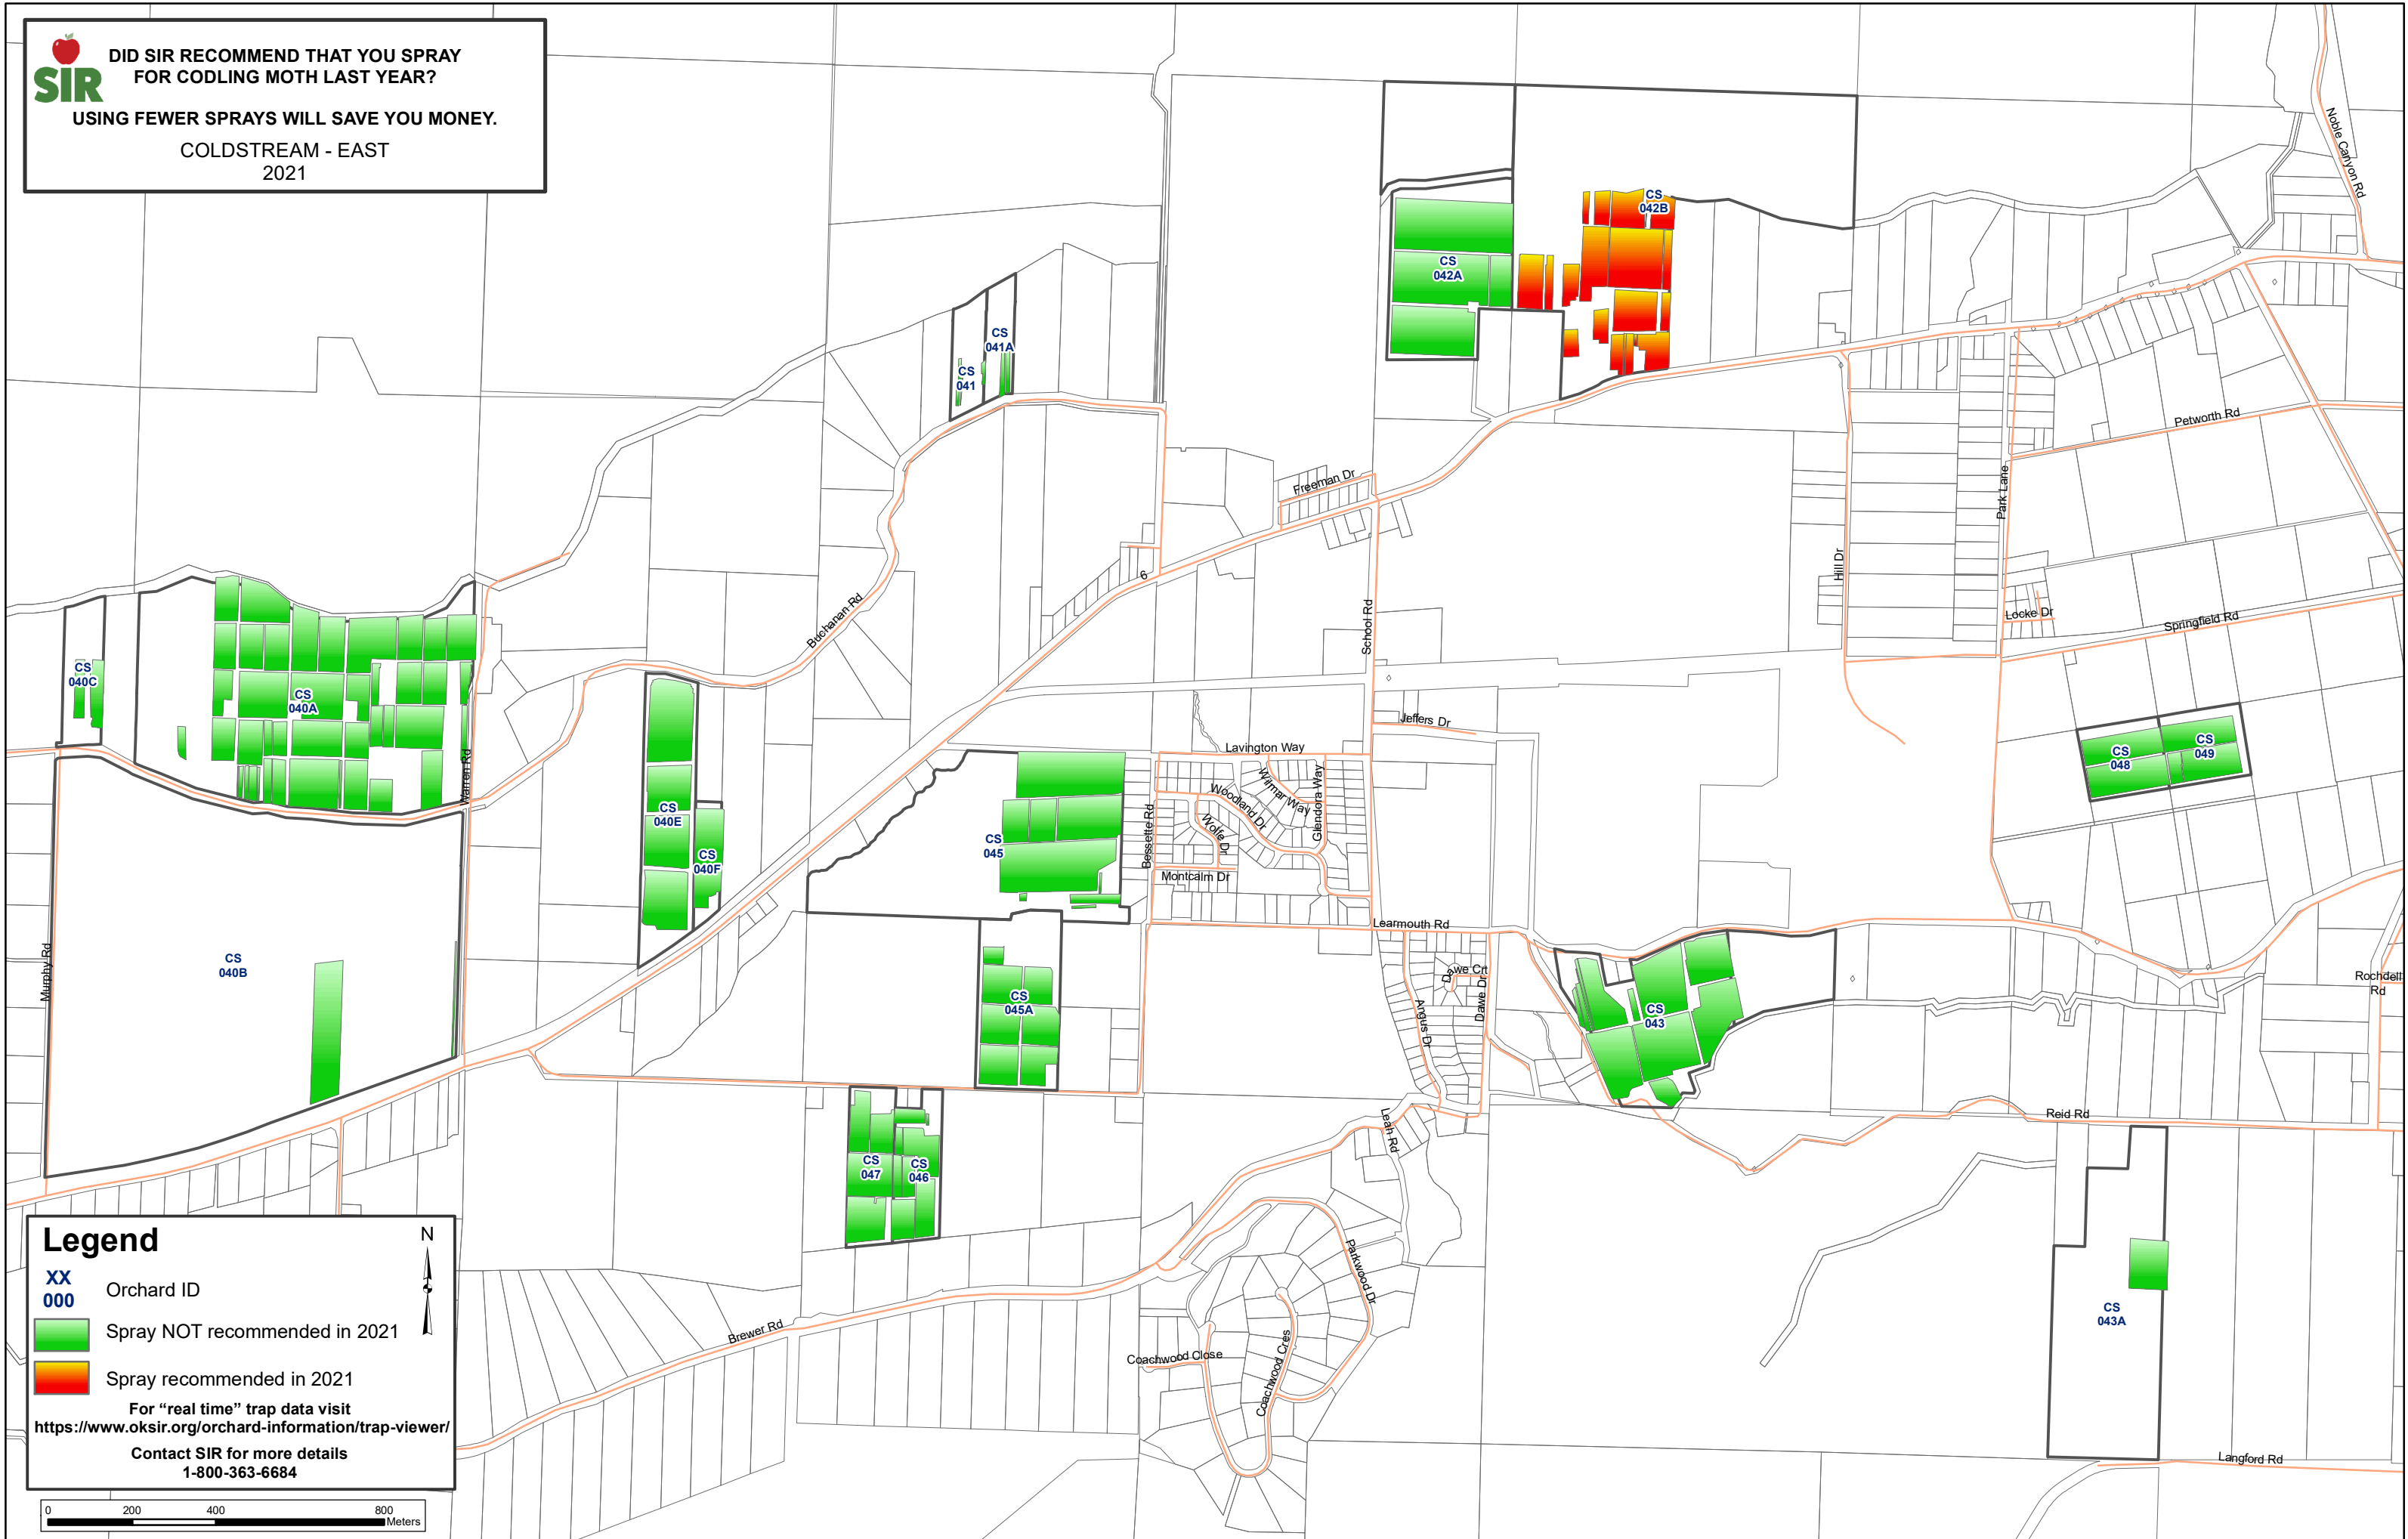 SIR
DID SIR RECOMMEND THAT YOU SPRAY
FOR CODLING MOTH LAST YEAR?
USING FEWER SPRAYS WILL SAVE YOU MONEY.
COLDSTREAM - EAST
2021
Noble Canyon Rd
CS
042B
CS
042A
CS
041A
CS
041
Petworth Rd
Park Lane
Freeman Dr
6
Hill Dr
Buchanan Rd
School Rd
Locke Dr
Springfield Rd
CS
040C
CS
040A
Warren Rd
Jeffers Dr
Lavington Way
Wilmar Way
Woodland Dr
Glendora Way
Wolfe Dr
Bessette Rd
Montcalm Dr
CS
048
CS
049
CS
040E
CS
040F
CS
045
Learmouth Rd
Murphy Rd
CS
040B
CS
045A
Dawe Crt
Dawe Dr
Angus Dr
CS
043
Rochdell
Rd
Reid Rd
Leah Rd
CS
047
CS
046
Parkwood Dr
CS
043A
Brewer Rd
Coachwood Close
Coachwood Cres
Langford Rd
Legend
N
XX
000
Orchard ID
Spray NOT recommended in 2021
Spray recommended in 2021
For “real time” trap data visit
https://www.oksir.org/orchard-information/trap-viewer/
Contact SIR for more details
1-800-363-6684
0 200 400 800
Meters